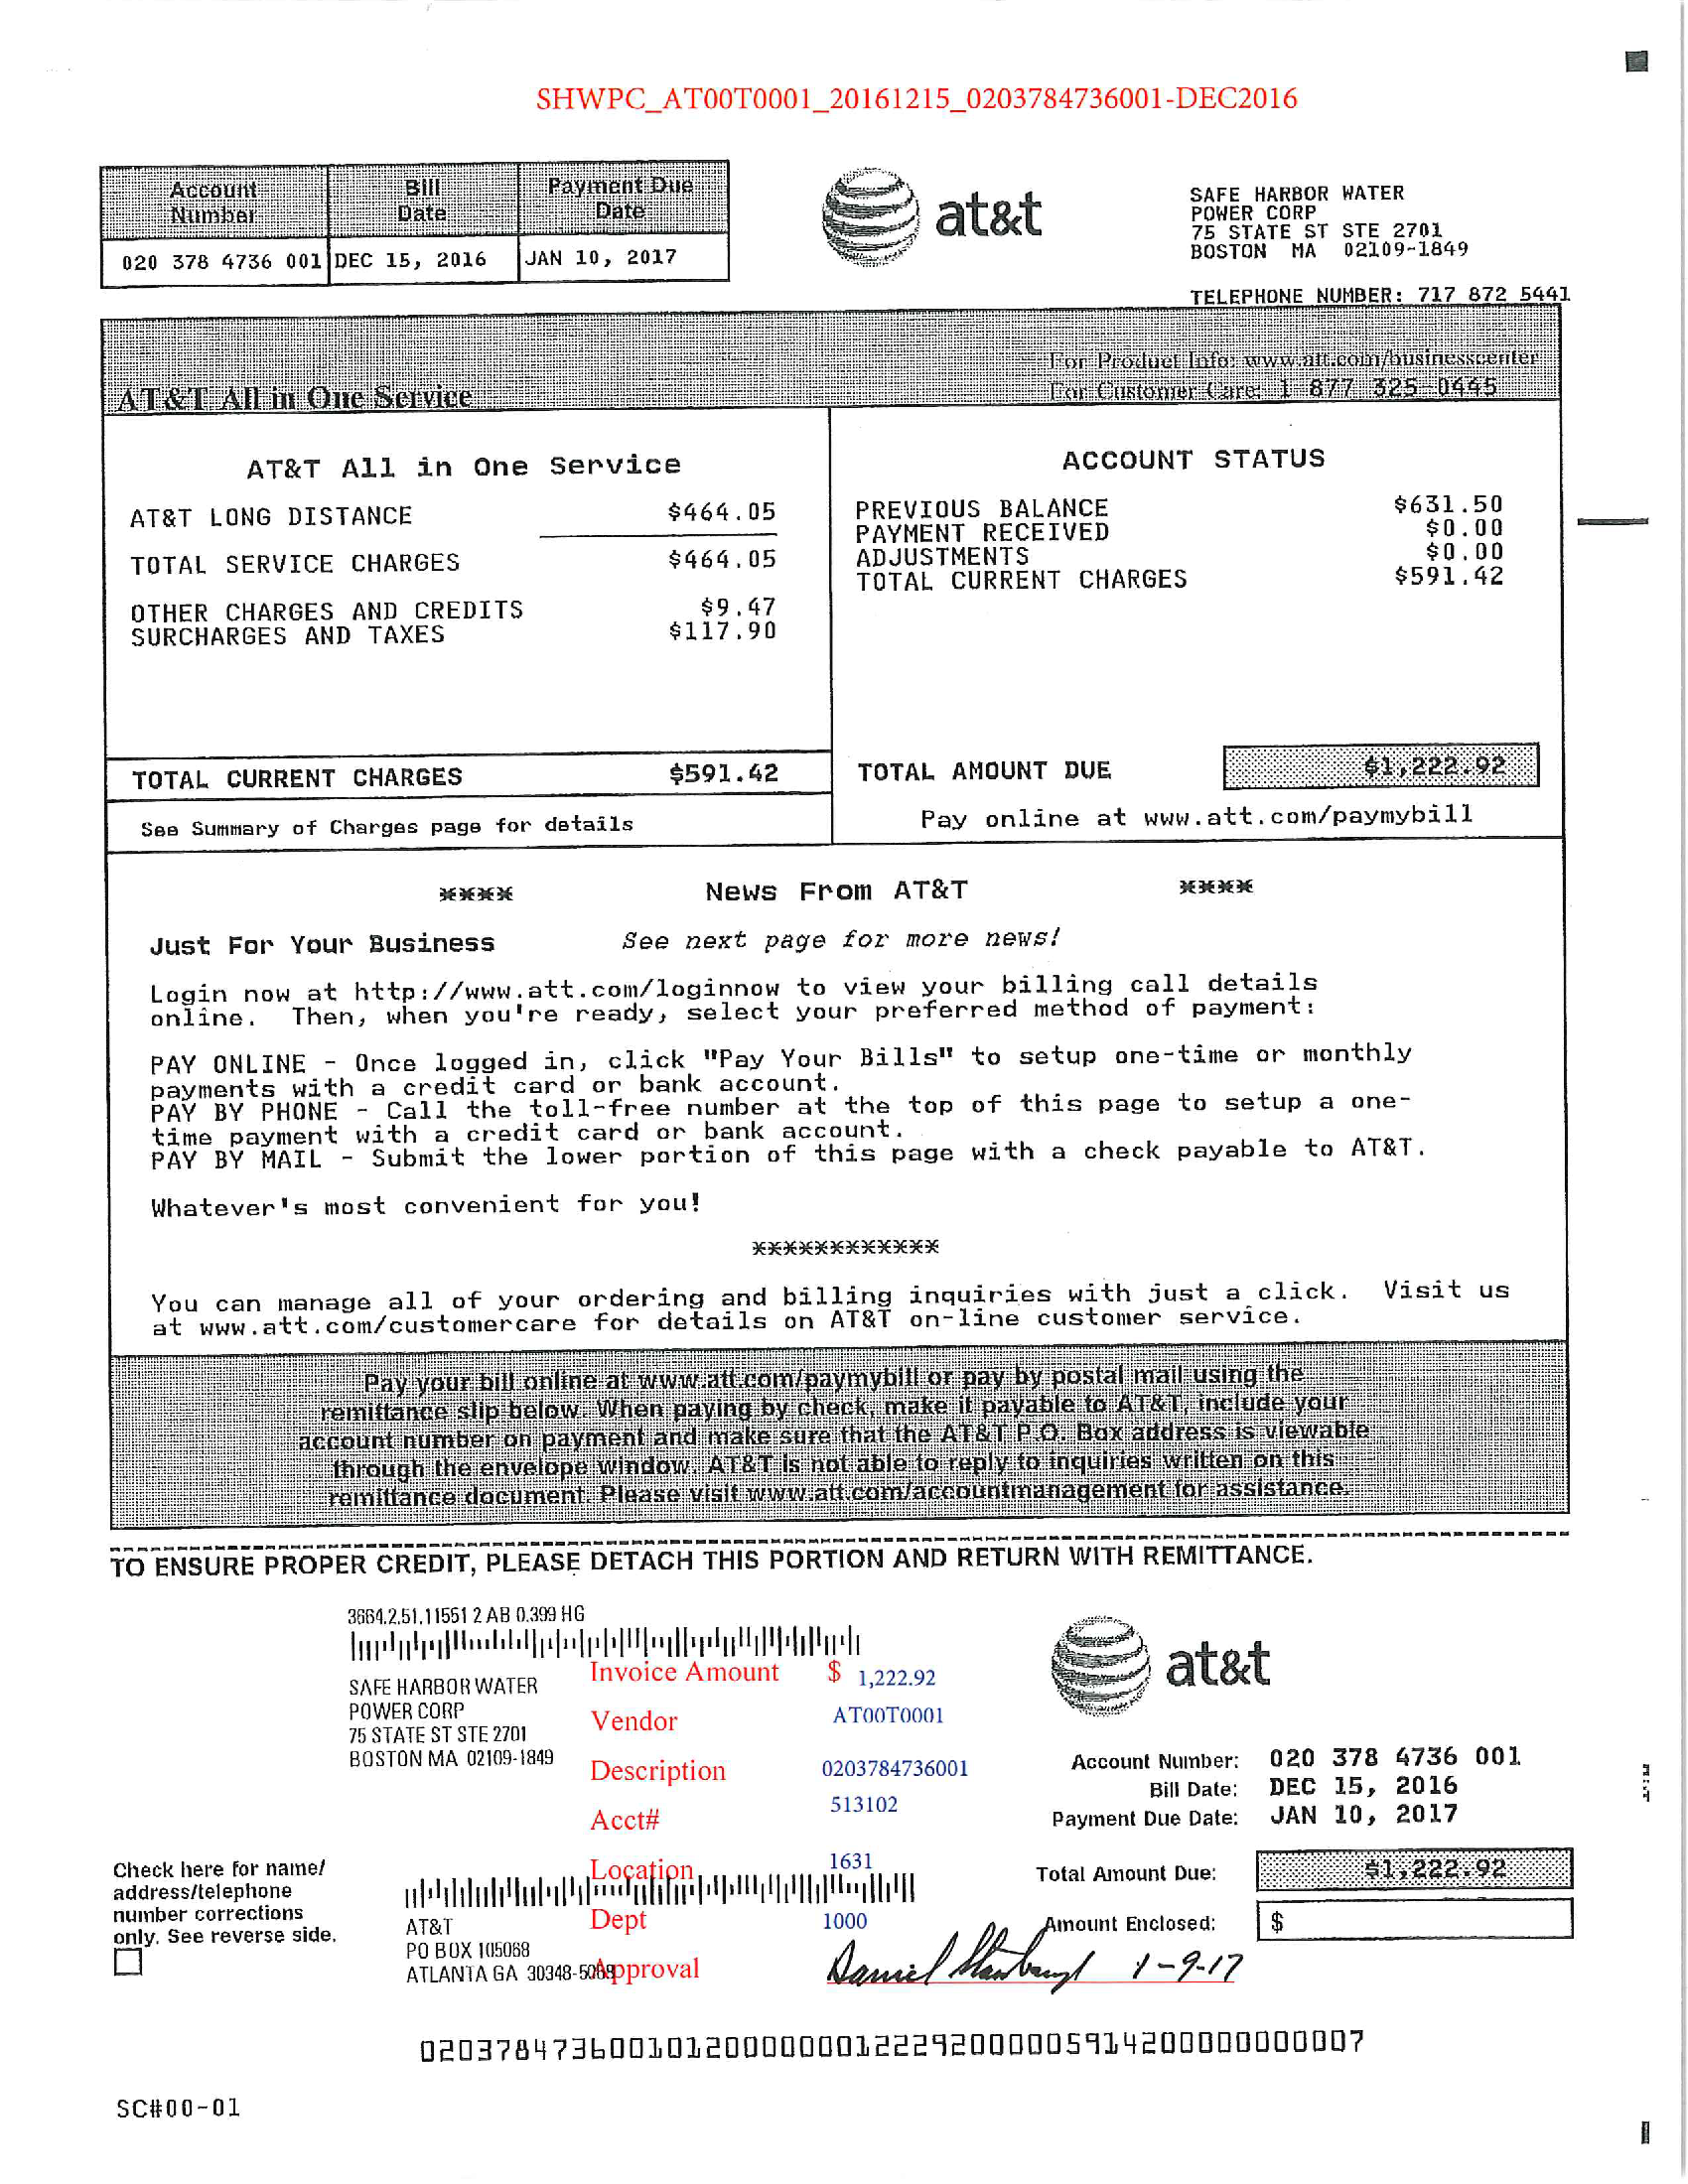 SHWPC_AT00T0001_20161215_0203784736001-DEC2016
Account Number
Bill Date
Payment Due Date
020 378 4736 001
DEC 15, 2016
JAN 10, 2017
at&t
SAFE HARBOR WATER
POWER CORP
75 STATE ST STE 2701
BOSTON MA 02109-1849
TELEPHONE NUMBER: 717 872 5441
For Product Info: www.att.com/businesscenter
AT&T All in One Service
For Customer Care: 1 877 325-0445
AT&T All in One Service
AT&T LONG DISTANCE $464.05
TOTAL SERVICE CHARGES $464.05
OTHER CHARGES AND CREDITS $9.47
SURCHARGES AND TAXES $117.90
TOTAL CURRENT CHARGES $591.42
See Summary of Charges page for details
ACCOUNT STATUS
PREVIOUS BALANCE $631.50
PAYMENT RECEIVED $0.00
ADJUSTMENTS $0.00
TOTAL CURRENT CHARGES $591.42
TOTAL AMOUNT DUE $1,222.92
Pay online at www.att.com/paymybill
**** News From AT&T ****
Just For Your Business See next page for more news!
Login now at http://www.att.com/loginnow to view your billing call details
online. Then, when you're ready, select your preferred method of payment:
PAY ONLINE - Once logged in, click "Pay Your Bills" to setup one-time or monthly
payments with a credit card or bank account.
PAY BY PHONE - Call the toll-free number at the top of this page to setup a one-
time payment with a credit card or bank account.
PAY BY MAIL - Submit the lower portion of this page with a check payable to AT&T.
Whatever's most convenient for you!
************
You can manage all of your ordering and billing inquiries with just a click. Visit us
at www.att.com/customercare for details on AT&T on-line customer service.
Pay your bill online at www.att.com/paymybill or pay by postal mail using the
remittance slip below. When paying by check, make it payable to AT&T, include your
account number on payment and make sure that the AT&T P.O. Box address is viewable
through the envelope window. AT&T is not able to reply to inquiries written on this
remittance document. Please visit www.att.com/accountmanagement for assistance.
TO ENSURE PROPER CREDIT, PLEASE DETACH THIS PORTION AND RETURN WITH REMITTANCE.
3664.2.51.11551 2 AB 0.399 HG
SAFE HARBOR WATER
POWER CORP
75 STATE ST STE 2701
BOSTON MA 02109-1849
Invoice Amount $ 1,222.92
Vendor AT00T0001
Description 0203784736001
Acct# 513102
Location 1631
Dept 1000
Approval Daniel 1-9-17
at&t
Account Number: 020 378 4736 001
Bill Date: DEC 15, 2016
Payment Due Date: JAN 10, 2017
Total Amount Due: $1,222.92
Amount Enclosed: $
Check here for name/
address/telephone
number corrections
only. See reverse side.
AT&T
PO BOX 105068
ATLANTA GA 30348-5068
SC#00-01